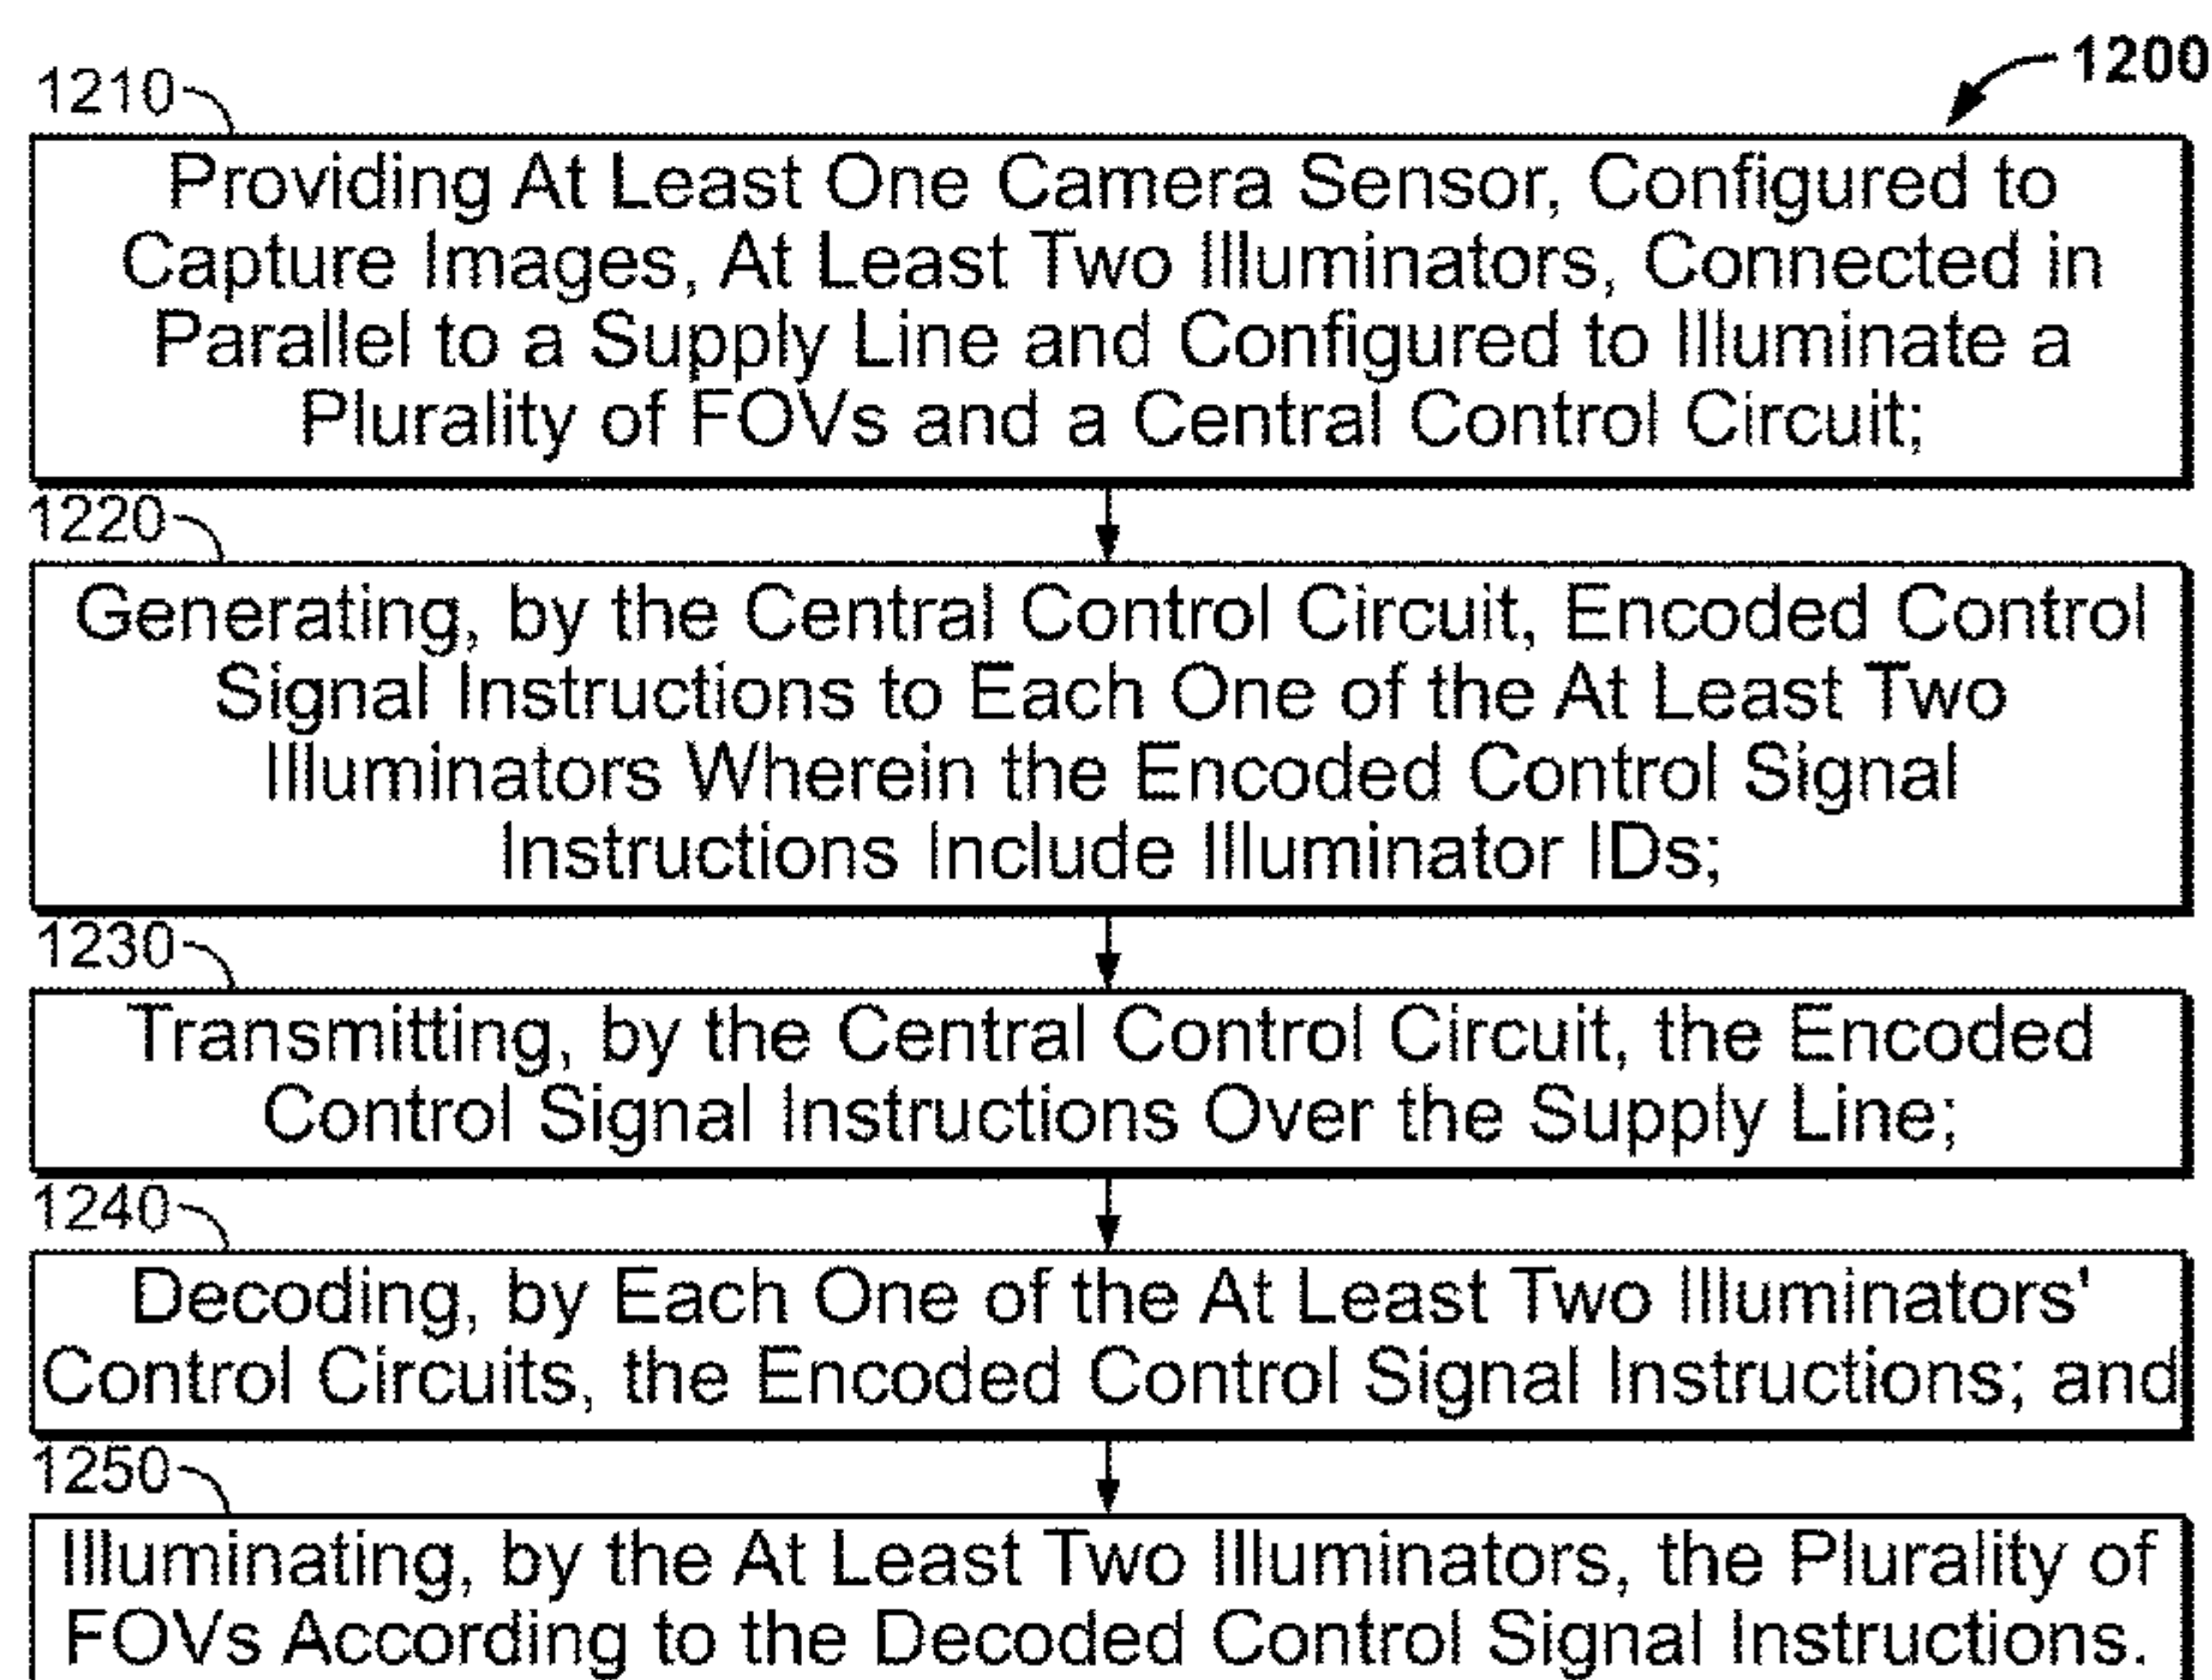 1200
1210
Providing At Least One Camera Sensor, Configured to
Capture Images, At Least Two Illuminators, Connected in
Parallel to a Supply Line and Configured to Illuminate a
Plurality of FOVs and a Central Control Circuit;
1220
Generating, by the Central Control Circuit, Encoded Control
Signal Instructions to Each One of the At Least Two
Illuminators Wherein the Encoded Control Signal
Instructions Include Illuminator IDs;
1230
Transmitting, by the Central Control Circuit, the Encoded
Control Signal Instructions Over the Supply Line;
1240
Decoding, by Each One of the At Least Two Illuminators'
Control Circuits, the Encoded Control Signal Instructions; and
1250
Illuminating, by the At Least Two Illuminators, the Plurality of
FOVs According to the Decoded Control Signal Instructions.